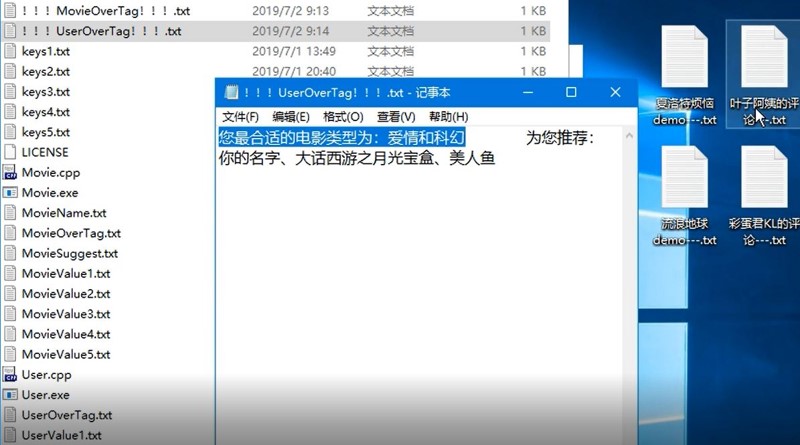 ！！！MovieOverTag！！！.txt 2019/7/2 9:13 文本文档 1 KB
！！！UserOverTag！！！.txt 2019/7/2 9:14 文本文档 1 KB
keys1.txt 2019/7/1 13:49 文本文档 1 KB
keys2.txt 2019/7/1 20:40 文本文档 1 KB
keys3.txt
keys4.txt
keys5.txt
LICENSE
Movie.cpp
Movie.exe
MovieName.txt
MovieOverTag.txt
MovieSuggest.txt
MovieValue1.txt
MovieValue2.txt
MovieValue3.txt
MovieValue4.txt
MovieValue5.txt
User.cpp
User.exe
UserOverTag.txt
UserValue1.txt
！！！UserOverTag！！！.txt - 记事本
文件(F) 编辑(E) 格式(O) 查看(V) 帮助(H)
您最合适的电影类型为：爱情和科幻 为您推荐：
你的名字、大话西游之月光宝盒、美人鱼
夏洛特烦恼
demo---.txt
叶子阿姨的评
论---.txt
流浪地球
demo---.txt
彩蛋君KL的评
论---.txt